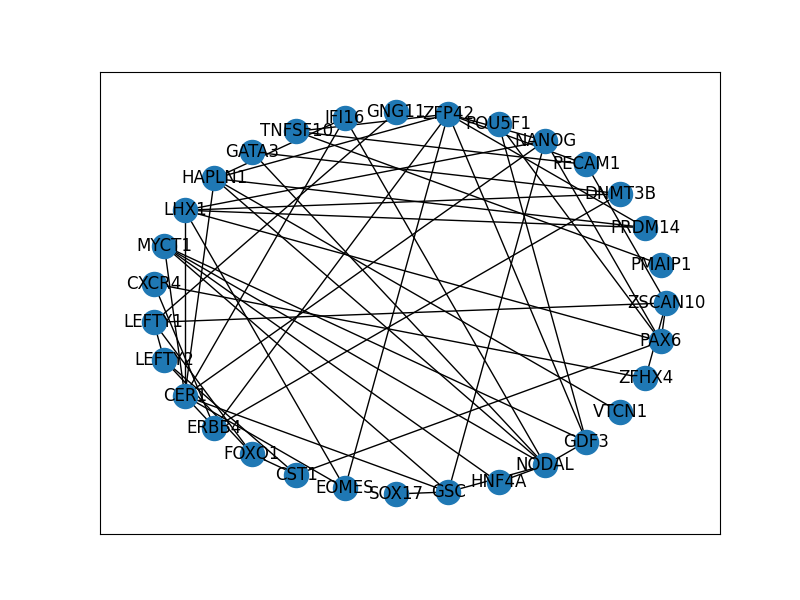 GNG11
ZFP42
IFI16
POU5F1
TNFSF10
NANOG
GATA3
PECAM1
HAPLN1
DNMT3B
LHX1
PRDM14
MYCT1
PMAIP1
CXCR4
ZSCAN10
LEFTY1
PAX6
LEFTY2
ZFHX4
CER1
VTCN1
ERBB4
GDF3
FOXQ1
NODAL
CST1
HNF4A
EOMES
GSC
SOX17